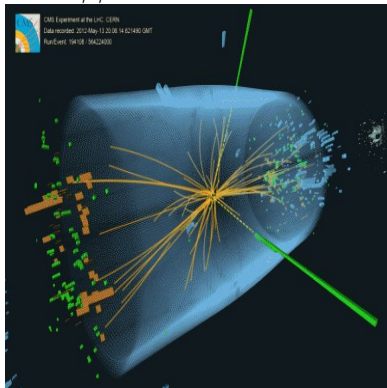 CMS Experiment at the LHC, CERN
Data recorded: 2012-May-13 20:08:14.621490 GMT
Run/Event: 194108 / 564224000